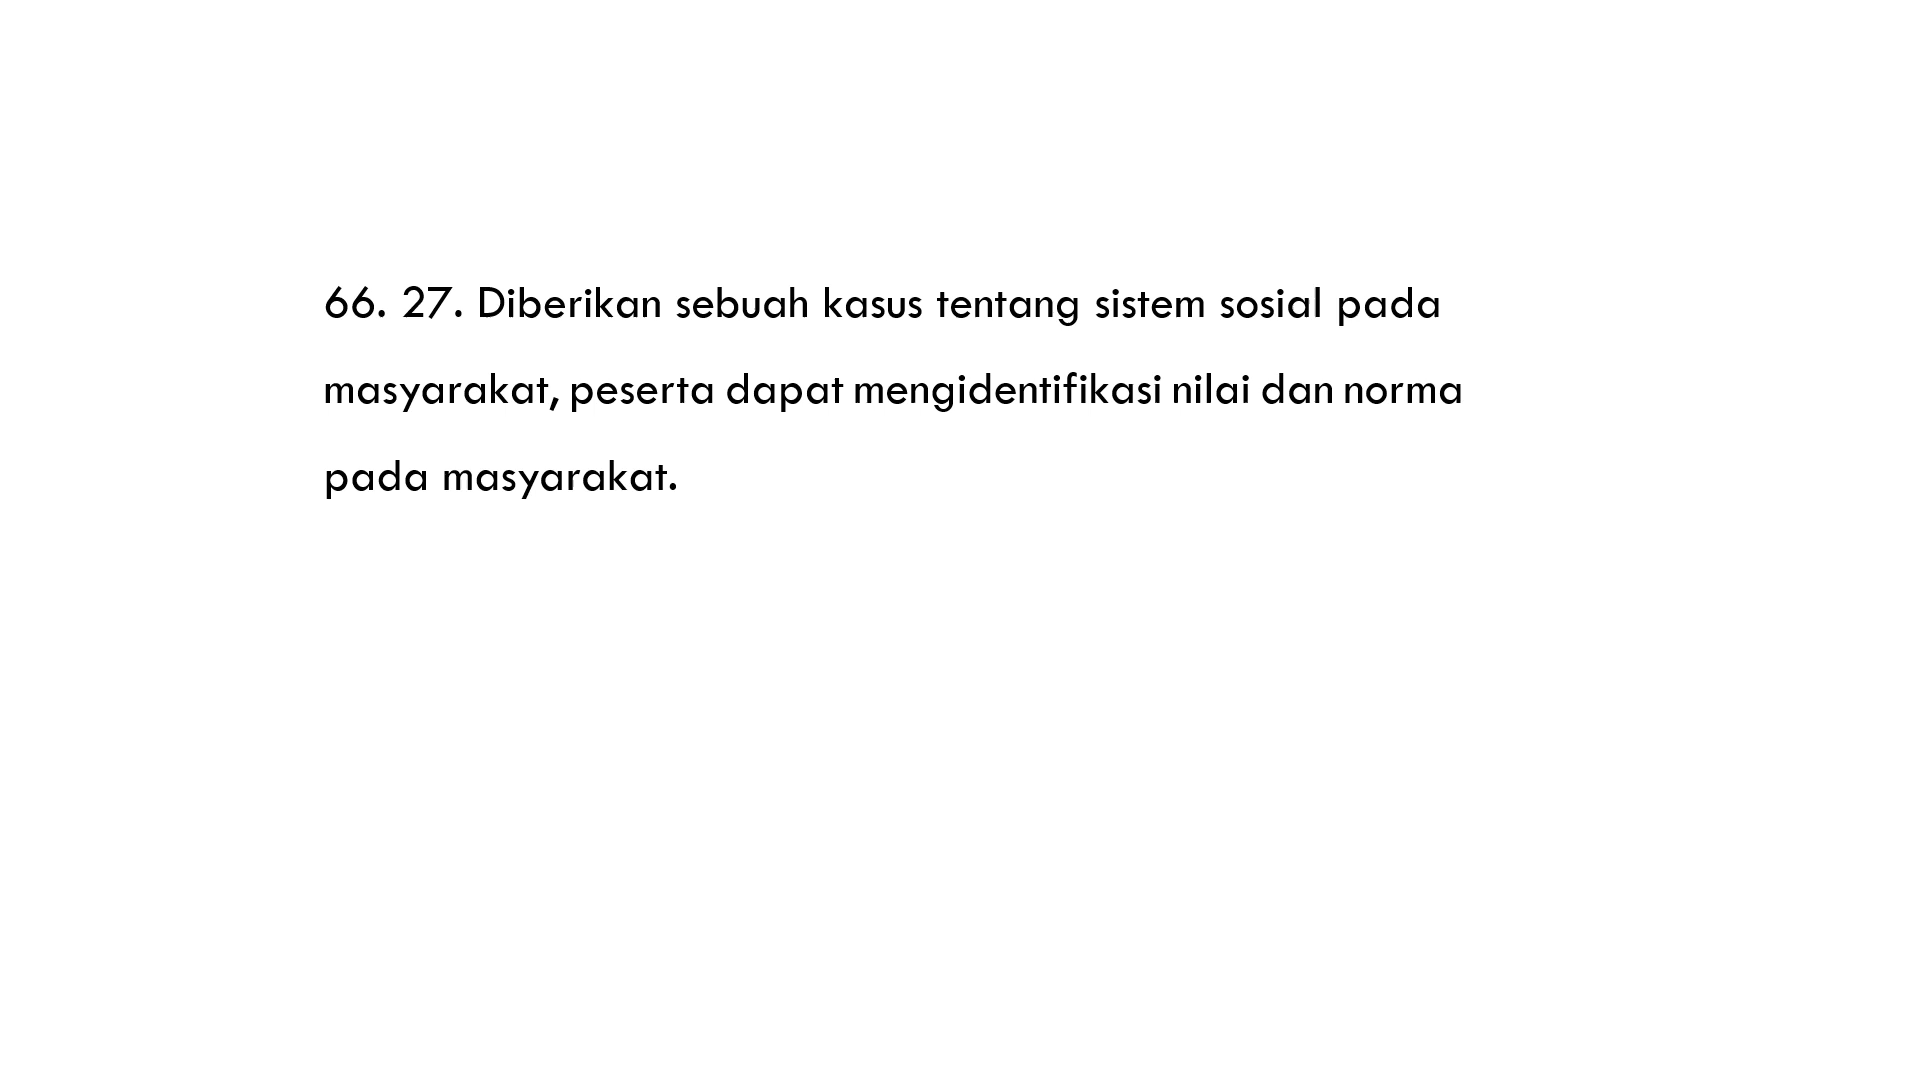 66. 27. Diberikan sebuah kasus tentang sistem sosial pada
masyarakat, peserta dapat mengidentifikasi nilai dan norma
pada masyarakat.